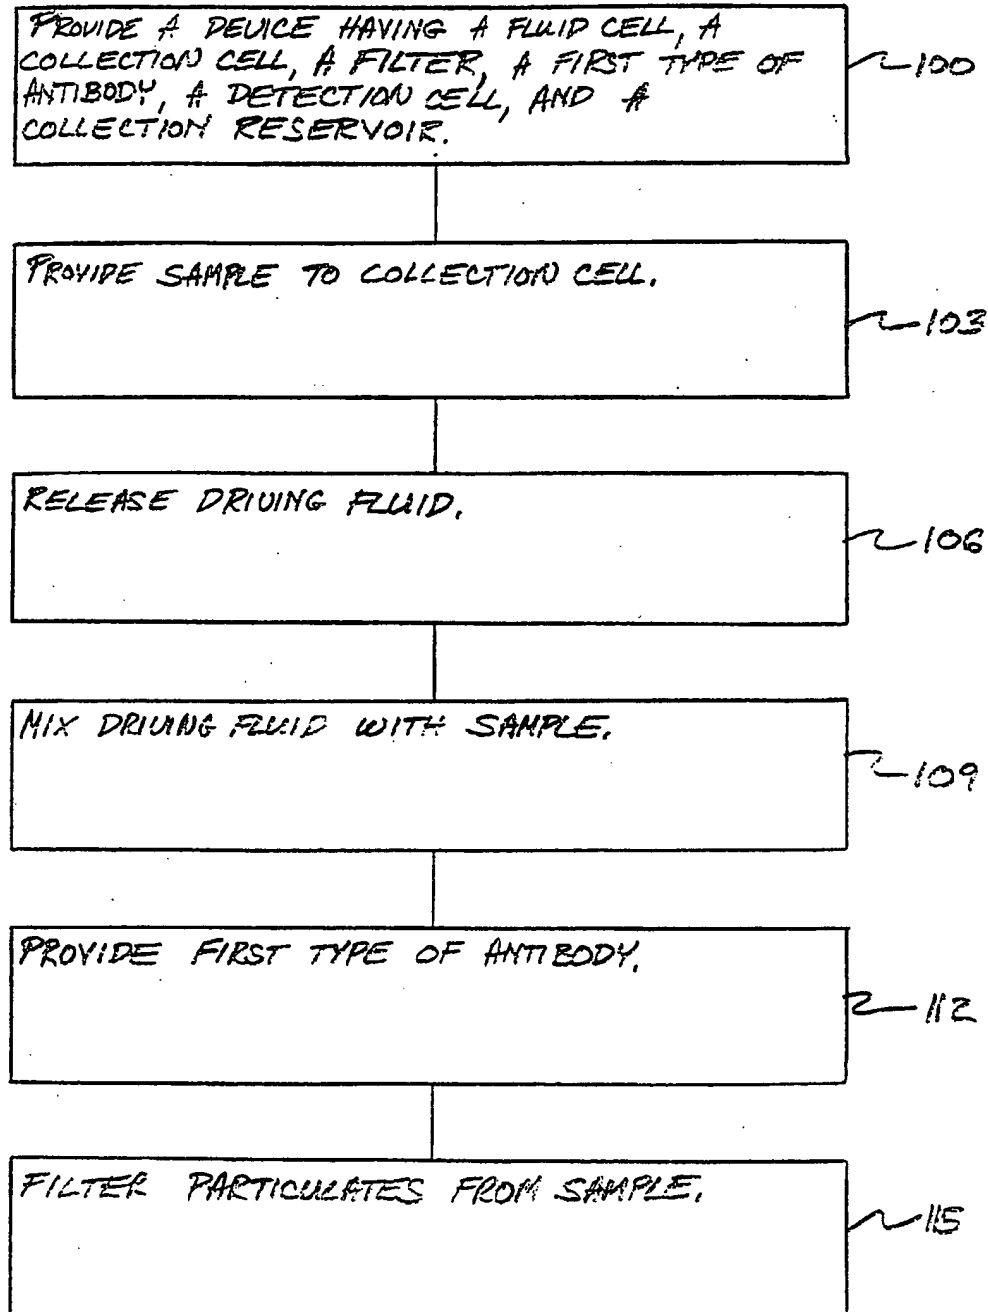 PROVIDE A DEVICE HAVING A FLUID CELL, A
COLLECTION CELL, A FILTER, A FIRST TYPE OF
ANTIBODY, A DETECTION CELL, AND A
COLLECTION RESERVOIR.
100
PROVIDE SAMPLE TO COLLECTION CELL.
103
RELEASE DRIVING FLUID.
106
MIX DRIVING FLUID WITH SAMPLE.
109
PROVIDE FIRST TYPE OF ANTIBODY.
112
FILTER PARTICULATES FROM SAMPLE.
115